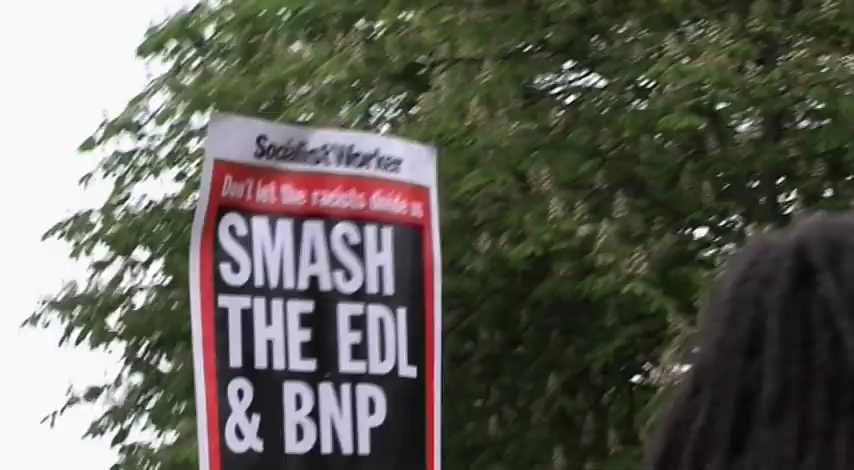 Socialist Worker
Don't let the racists divide us
SMASH
THE EDL
& BNP